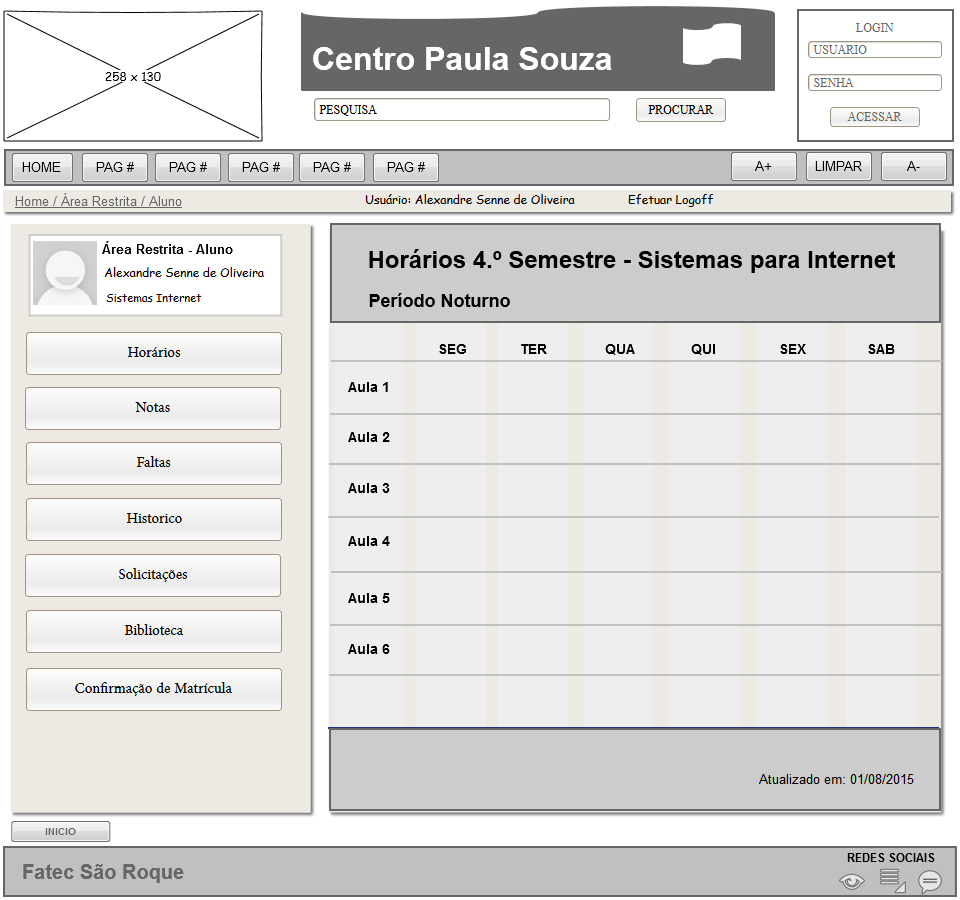 258 x 130
Centro Paula Souza
PESQUISA
PROCURAR
LOGIN
USUARIO
SENHA
ACESSAR
HOME PAG # PAG # PAG # PAG # PAG # A+ LIMPAR A-
Home / Área Restrita / Aluno
Usuário: Alexandre Senne de Oliveira
Efetuar Logoff
Área Restrita - Aluno
Alexandre Senne de Oliveira
Sistemas Internet
Horários
Notas
Faltas
Historico
Solicitações
Biblioteca
Confirmação de Matrícula
Horários 4.º Semestre - Sistemas para Internet
Período Noturno
SEG TER QUA QUI SEX SAB
Aula 1
Aula 2
Aula 3
Aula 4
Aula 5
Aula 6
Atualizado em: 01/08/2015
INICIO
Fatec São Roque
REDES SOCIAIS